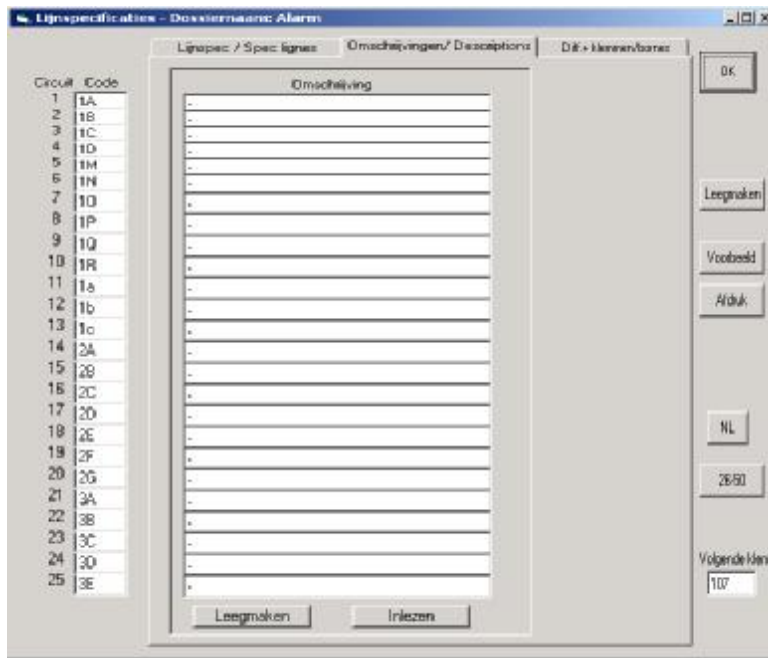 Lijnspecificaties - Dossiernaam: Alarm
Lijnspec / Spec lignes
Omschrijvingen/ Descriptions
Diff.+ klemmen/bornes
OK
Circuit Code
Omschrijving
1 1A
2 1B
3 1C
4 1D
5 1M
6 1N
7 1O
8 1P
9 1Q
10 1R
11 1a
12 1b
13 1c
14 2A
15 2B
16 2C
17 2D
18 2E
19 2F
20 2G
21 3A
22 3B
23 3C
24 3D
25 3E
Leegmaken
Inlezen
Leegmaken
Voorbeeld
Afdruk
NL
26-50
Volgende klem
107